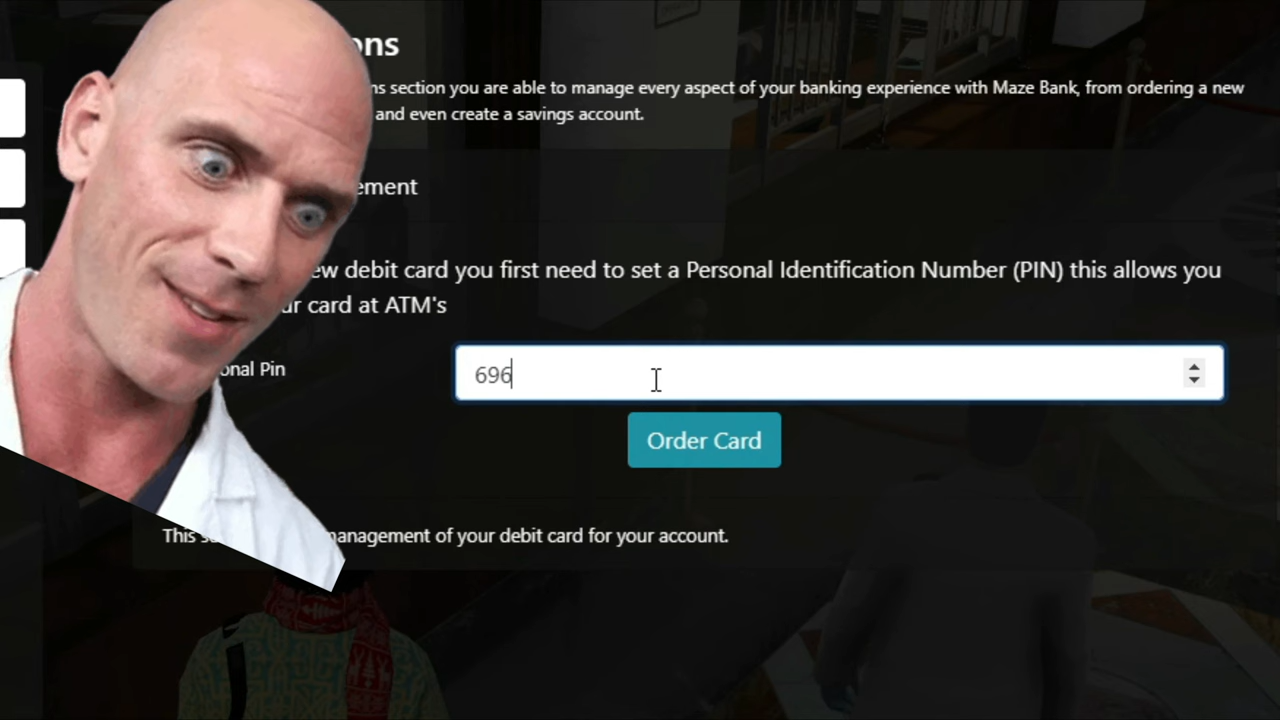 ons
ns section you are able to manage every aspect of your banking experience with Maze Bank, from ordering a new
and even create a savings account.
ement
ew debit card you first need to set a Personal Identification Number (PIN) this allows you
ur card at ATM's
onal Pin
696
Order Card
This s
anagement of your debit card for your account.